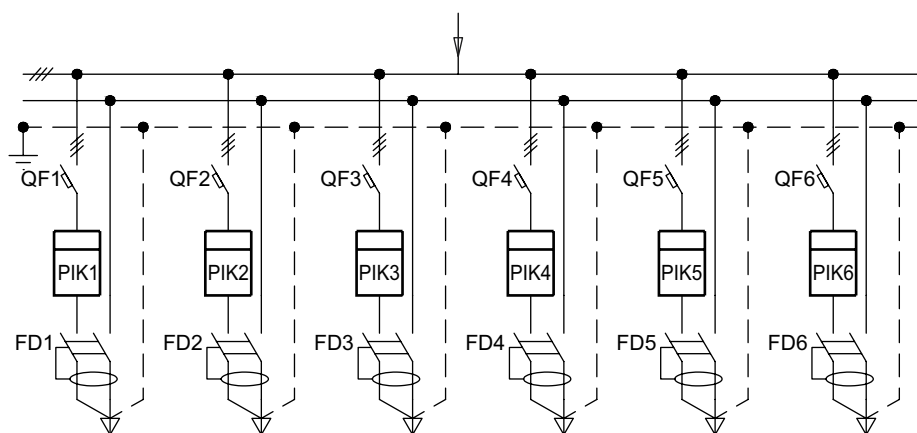 QF1 QF2 QF3 QF4 QF5 QF6
PIK1 PIK2 PIK3 PIK4 PIK5 PIK6
FD1 FD2 FD3 FD4 FD5 FD6